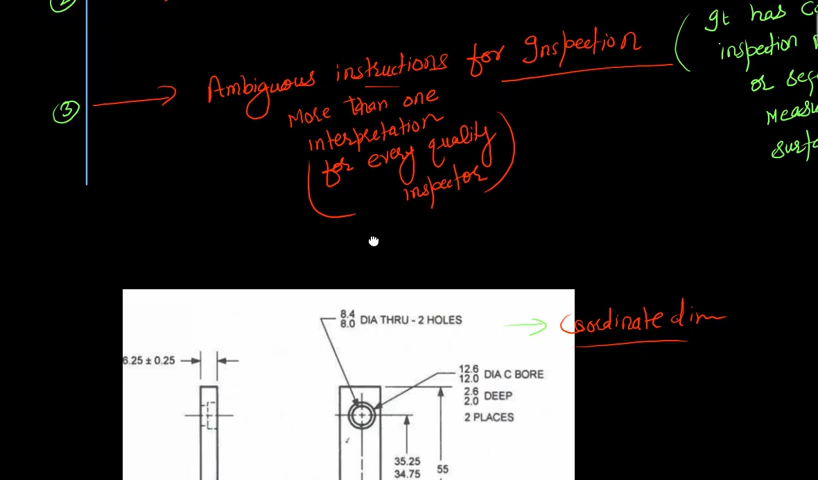 It has
inspection
or
Measu
surfa
③ → Ambiguous instructions for Inspection
More than one
interpretation
(for every quality
inspector)
→ Coordinate dim
8.4
8.0 DIA THRU - 2 HOLES
6.25 ± 0.25
12.6
12.0 DIA C BORE
2.6
2.0 DEEP
2 PLACES
35.25
34.75
55